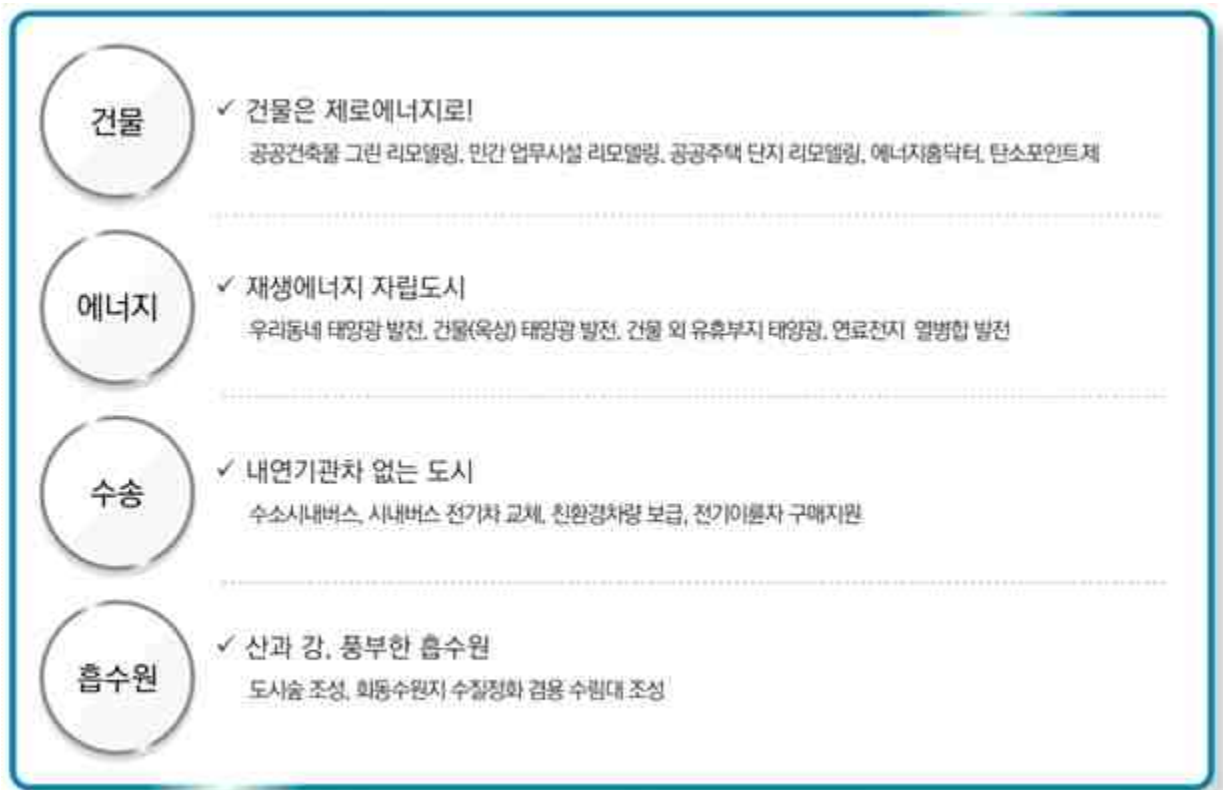 건물
✓ 건물은 제로에너지로!
공공건축물 그린 리모델링, 민간 업무시설 리모델링, 공공주택 단지 리모델링, 에너지홈닥터, 탄소포인트제
에너지
✓ 재생에너지 자립도시
우리동네 태양광 발전, 건물(옥상) 태양광 발전, 건물 외 유휴부지 태양광, 연료전지 열병합 발전
수송
✓ 내연기관차 없는 도시
수소시내버스, 시내버스 전기차 교체, 친환경차량 보급, 전기이륜차 구매지원
흡수원
✓ 산과 강, 풍부한 흡수원
도시숲 조성, 회동수원지 수질정화 겸용 수림대 조성